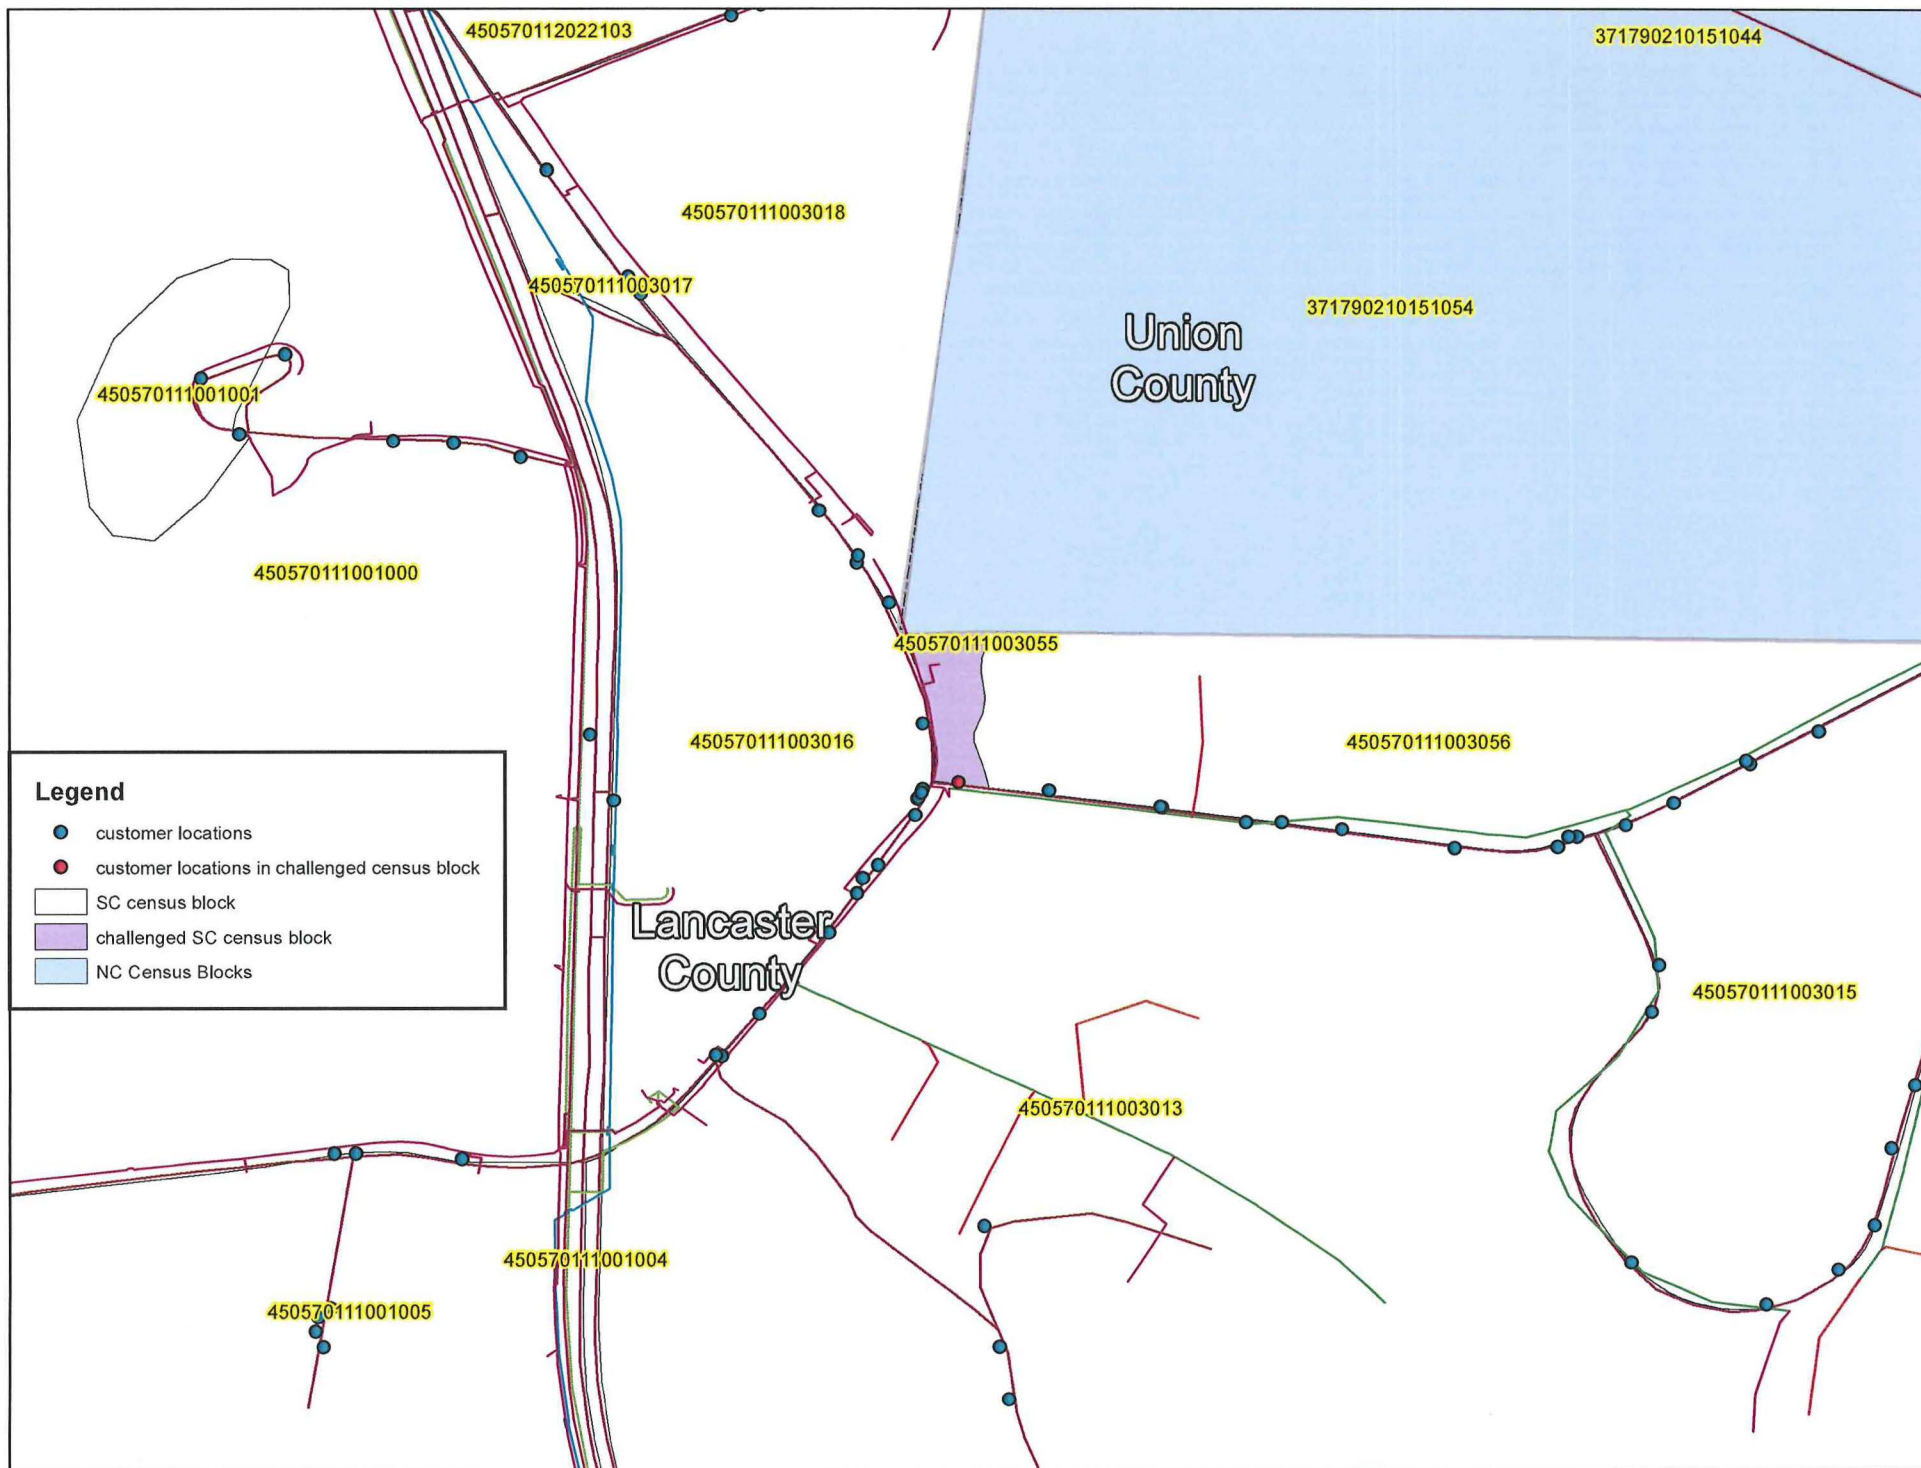 450570112022103
371790210151044
450570111003018
450570111003017
371790210151054
Union
County
450570111001001
450570111001000
450570111003055
450570111003016
450570111003056
Legend
customer locations
customer locations in challenged census block
SC census block
challenged SC census block
NC Census Blocks
Lancaster
County
450570111003015
450570111003013
450570111001004
450570111001005